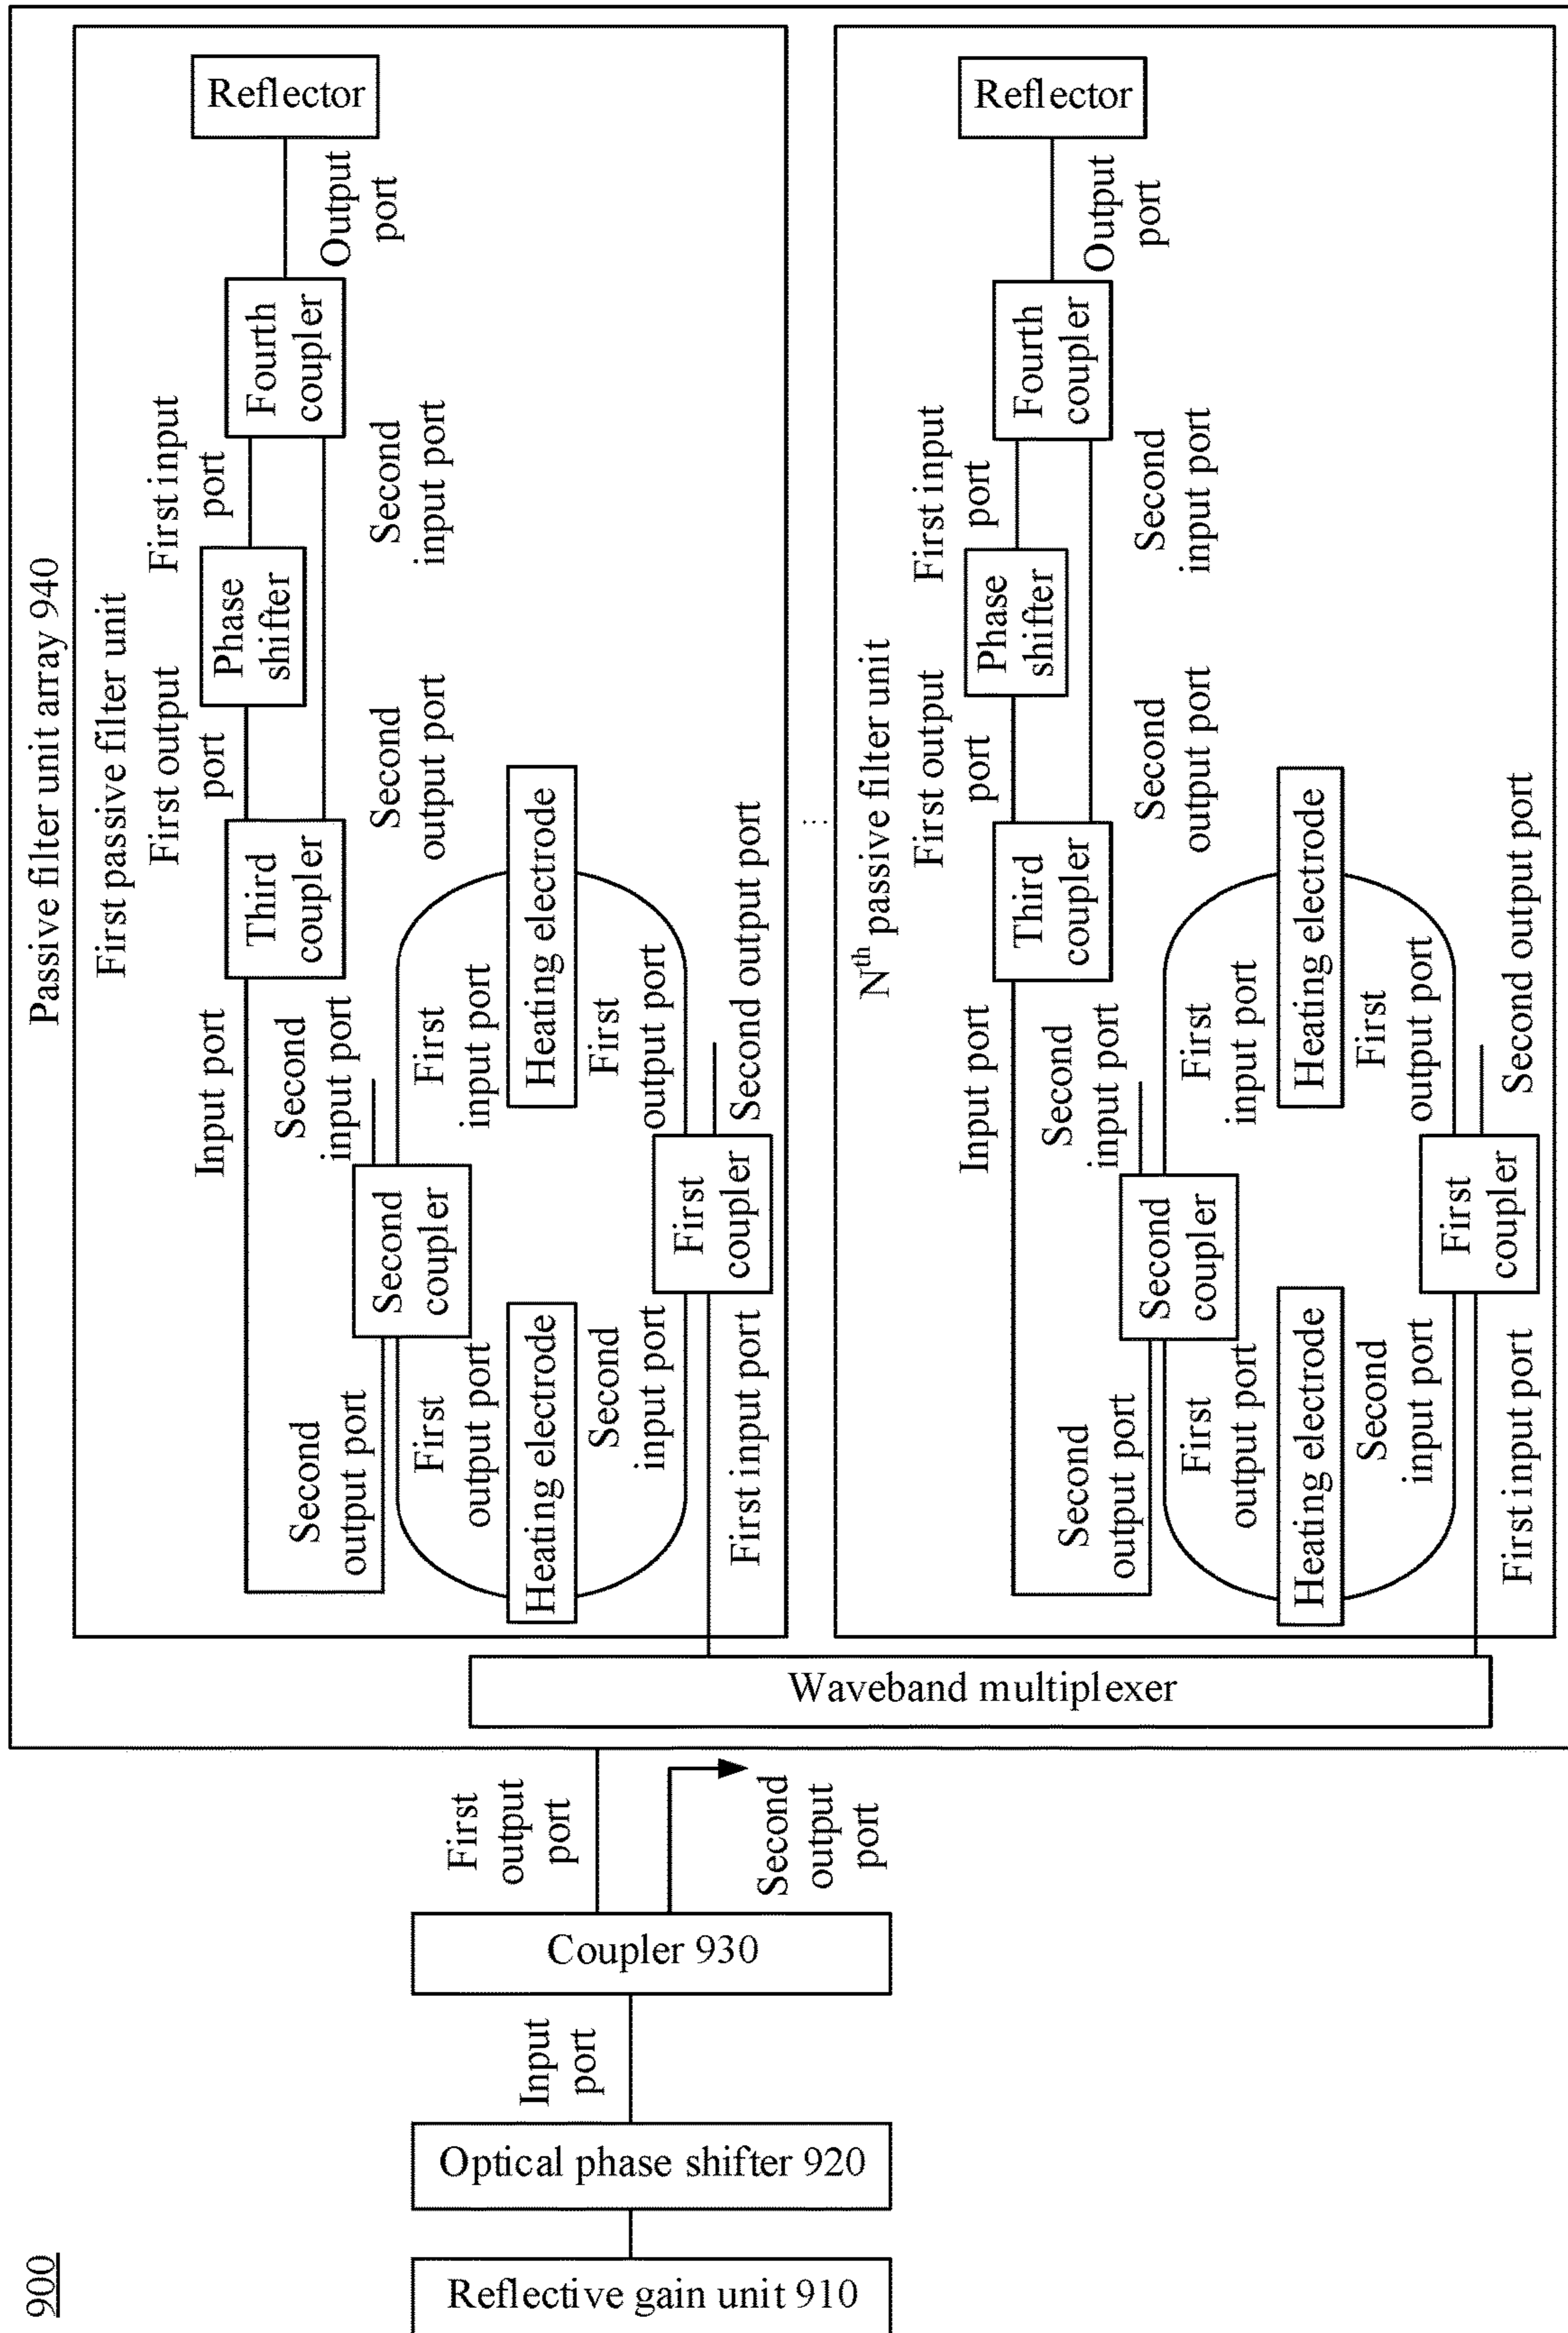 900
Reflective gain unit 910
Optical phase shifter 920
Input
port
Coupler 930
First
output
port
Second
output
port
Passive filter unit array 940
Waveband multiplexer
First passive filter unit
First input port
First
coupler
Second output port
Second
input port
First
output port
Heating electrode
Heating electrode
First
output port
First
input port
Second
coupler
Second
input port
Second
output port
Input port
Third
coupler
First output
port
Second
output port
Phase
shifter
First input
port
Second
input port
Fourth
coupler
Output
port
Reflector
:
:
Nth passive filter unit
First input port
First
coupler
Second output port
Second
input port
First
output port
Heating electrode
Heating electrode
First
output port
First
input port
Second
coupler
Second
input port
Second
output port
Input port
Third
coupler
First output
port
Second
output port
Phase
shifter
First input
port
Second
input port
Fourth
coupler
Output
port
Reflector